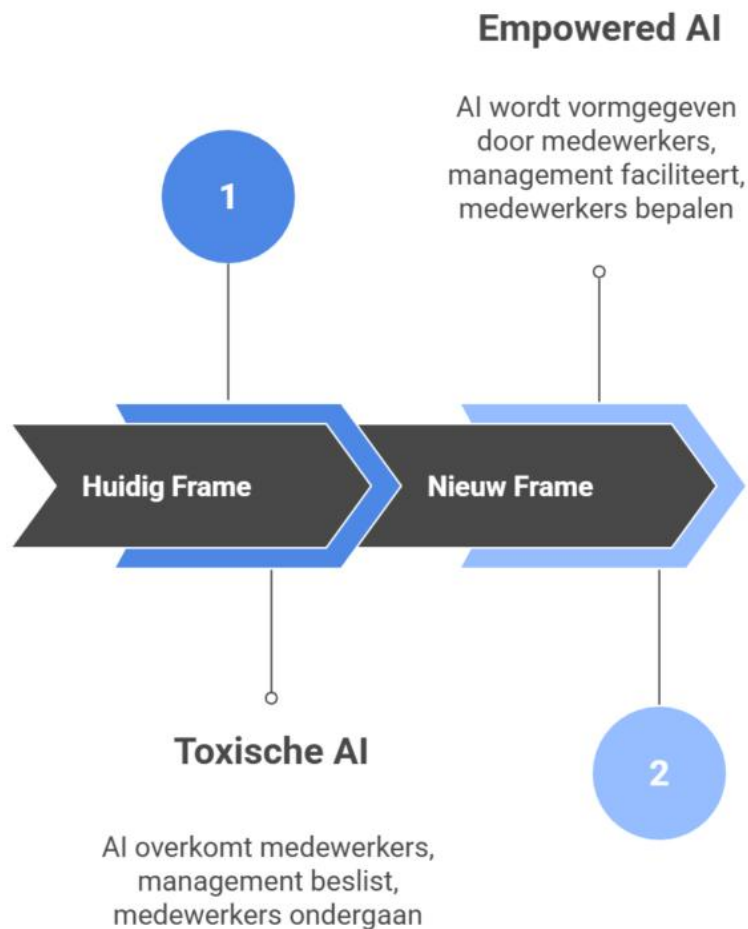 Empowered AI
AI wordt vormgegeven
door medewerkers,
management faciliteert,
medewerkers bepalen
1
Huidig Frame
Nieuw Frame
Toxische AI
2
AI overkomt medewerkers,
management beslist,
medewerkers ondergaan